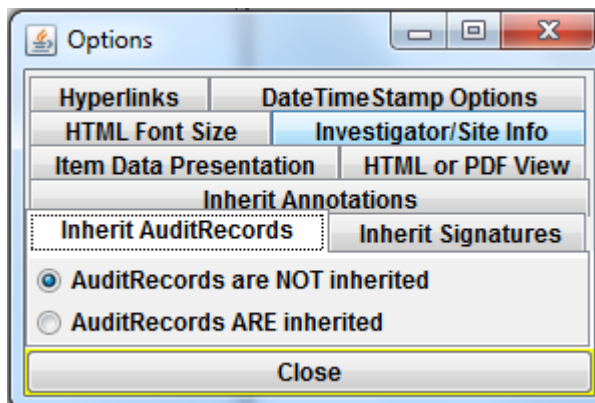 Options
Hyperlinks DateTimeStamp Options
HTML Font Size Investigator/Site Info
Item Data Presentation HTML or PDF View
Inherit Annotations
Inherit AuditRecords Inherit Signatures
AuditRecords are NOT inherited
AuditRecords ARE inherited
Close